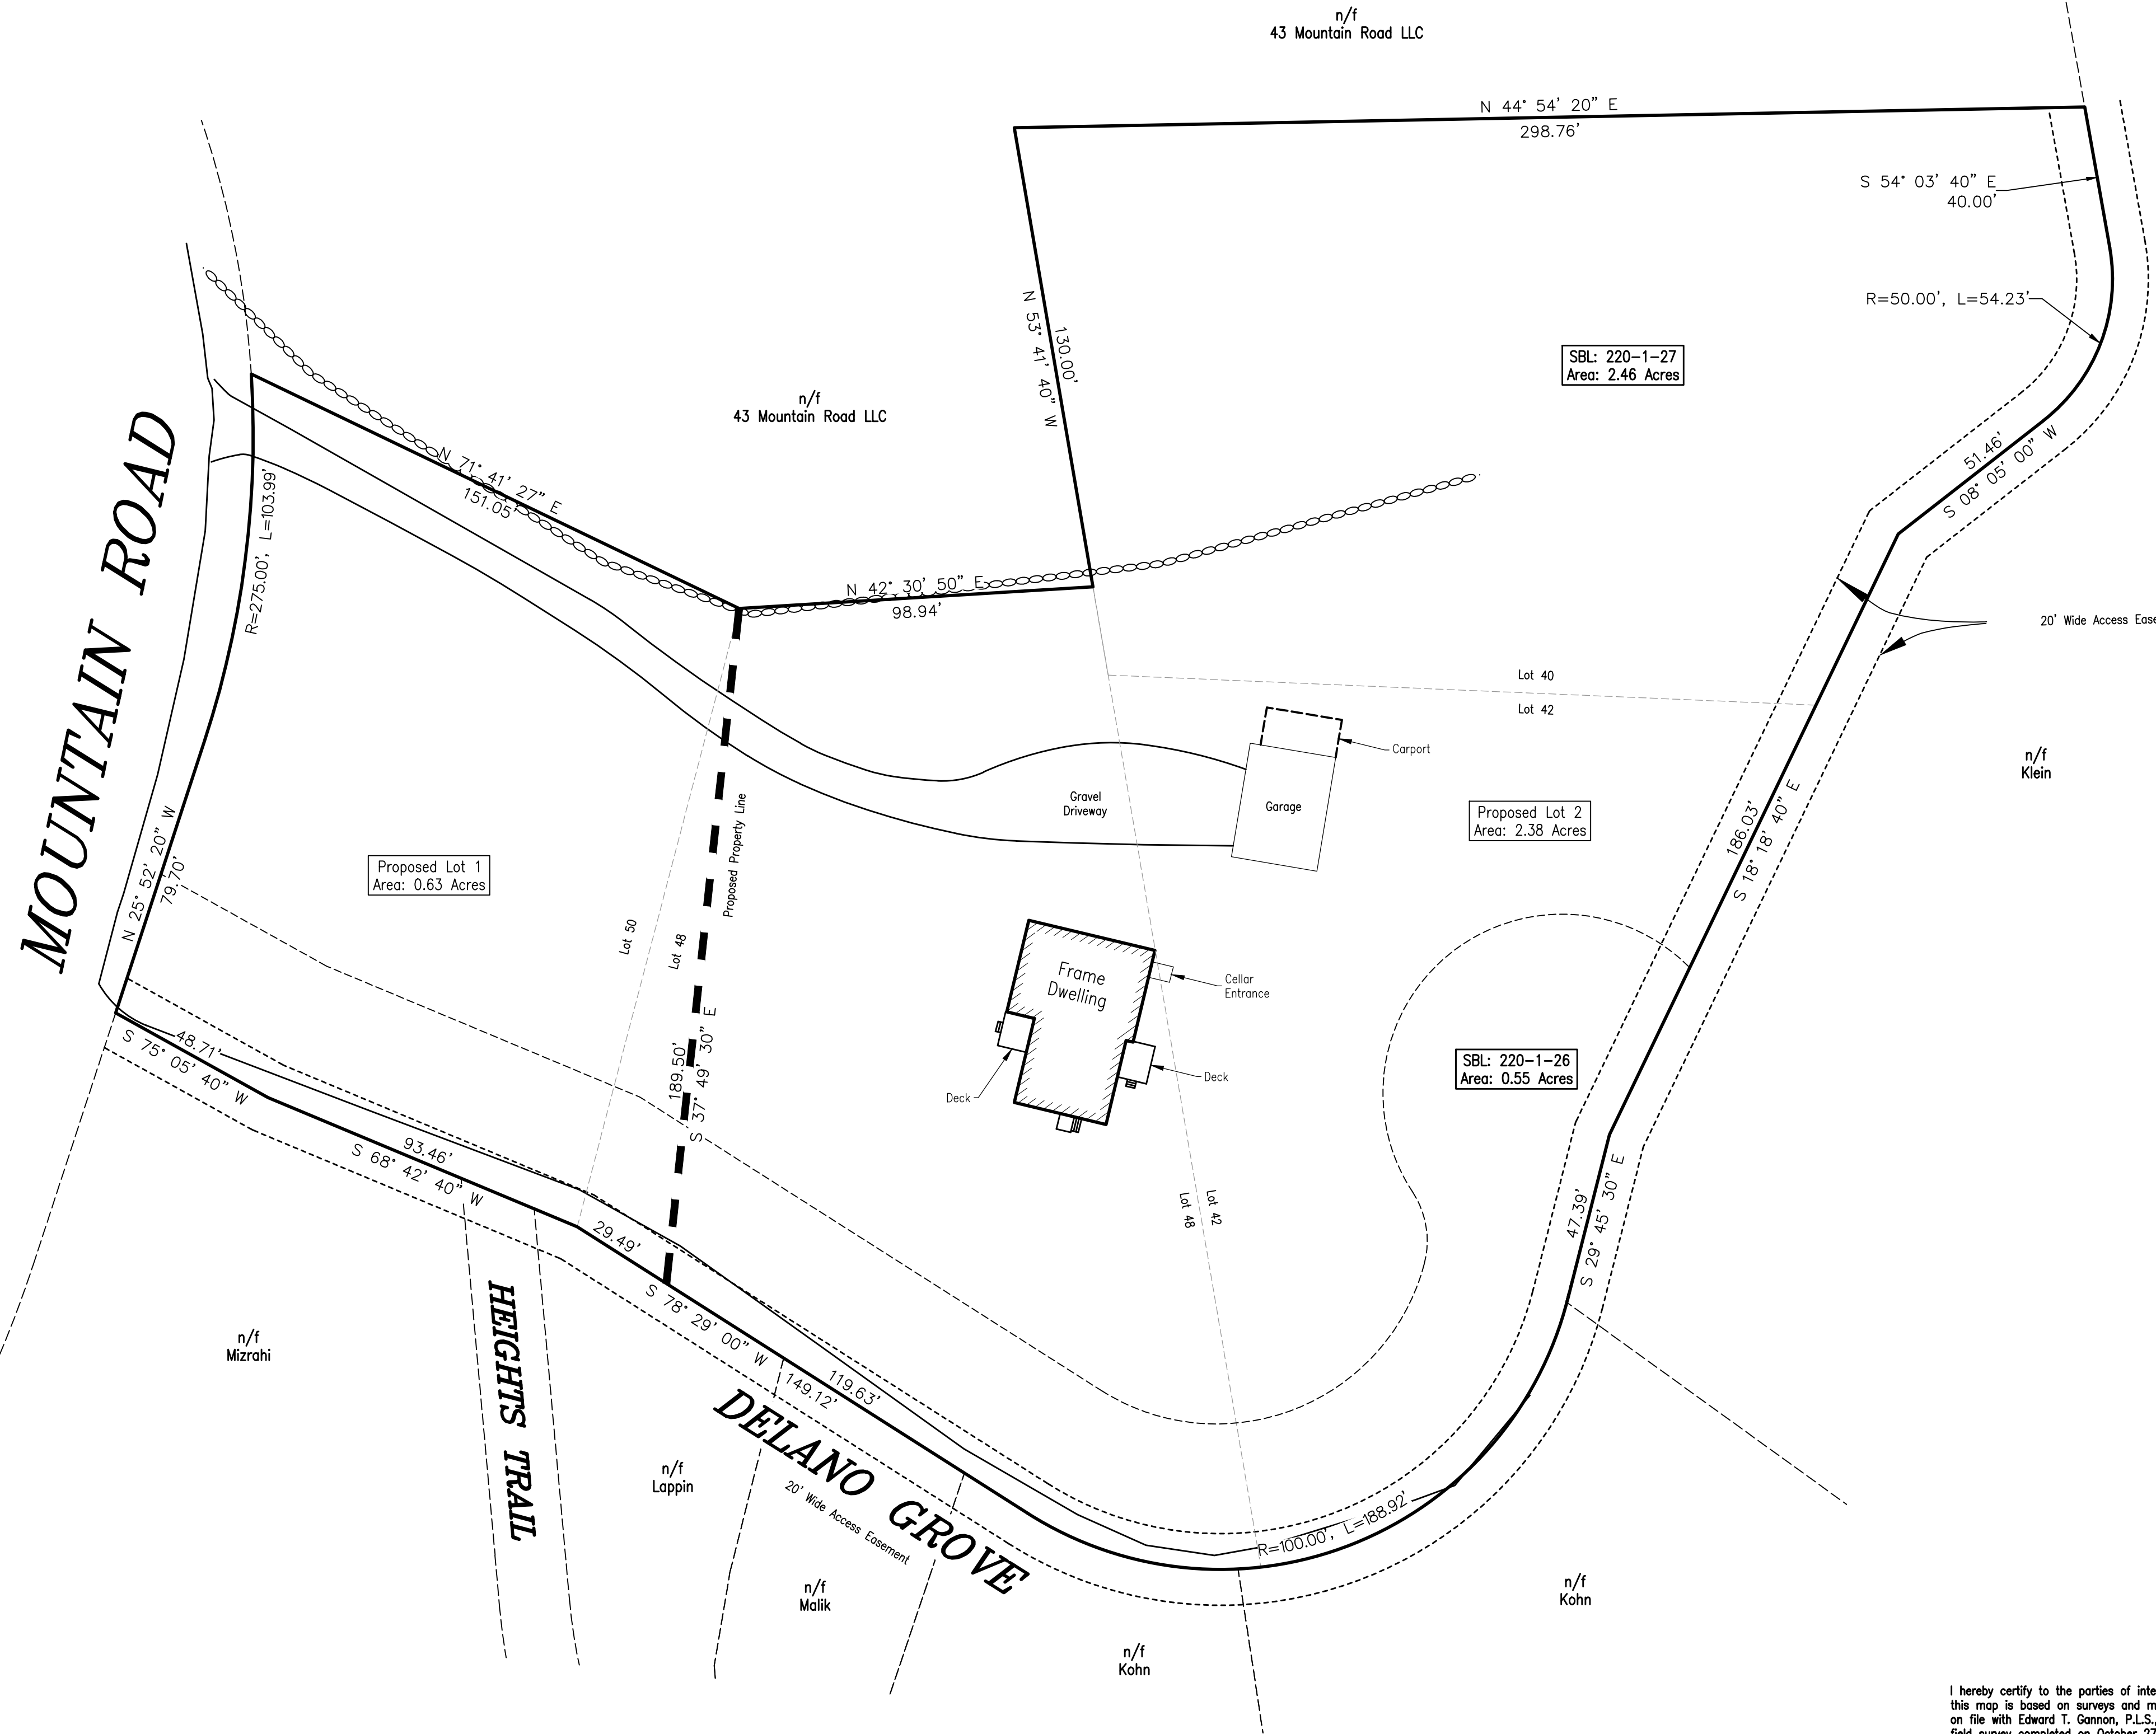 n/f
43 Mountain Road LLC
N 44° 54' 20" E
298.76'
S 54° 03' 40" E
40.00'
R=50.00', L=54.23'
N 53° 41' 40" W
130.00'
SBL: 220-1-27
Area: 2.46 Acres
n/f
43 Mountain Road LLC
51.46'
S 08° 05' 00" W
MOUNTAIN ROAD
N 71° 41' 27" E
151.05'
R=275.00', L=103.99'
N 42° 30' 50" E
98.94'
20' Wide Access
Lot 40
Lot 42
Carport
n/f
Klein
Gravel
Driveway
Garage
Proposed Lot 2
Area: 2.38 Acres
186.03'
S 18° 18' 40" E
Proposed Property Line
Proposed Lot 1
Area: 0.63 Acres
N 25° 52' 20" W
79.70'
Lot 50
Lot 48
Frame
Dwelling
Cellar
Entrance
189.50'
S 37° 49' 30" E
48.71'
S 75° 05' 40" W
SBL: 220-1-26
Area: 0.55 Acres
Deck
Deck
93.46'
S 68° 42' 40" W
Lot 48
Lot 42
47.39'
S 29° 45' 30" E
29.49'
S 78° 29' 00" W
n/f
Mizrahi
HEIGHTS TRAIL
119.63'
149.12'
DELANO GROVE
20' Wide Access Easement
n/f
Lappin
R=100.00', L=188.92'
n/f
Malik
n/f
Kohn
n/f
Kohn
I hereby certify to the parties of
this map is based on surveys and
on file with Edward T. Gannon, P.L.S.,
field survey completed on October